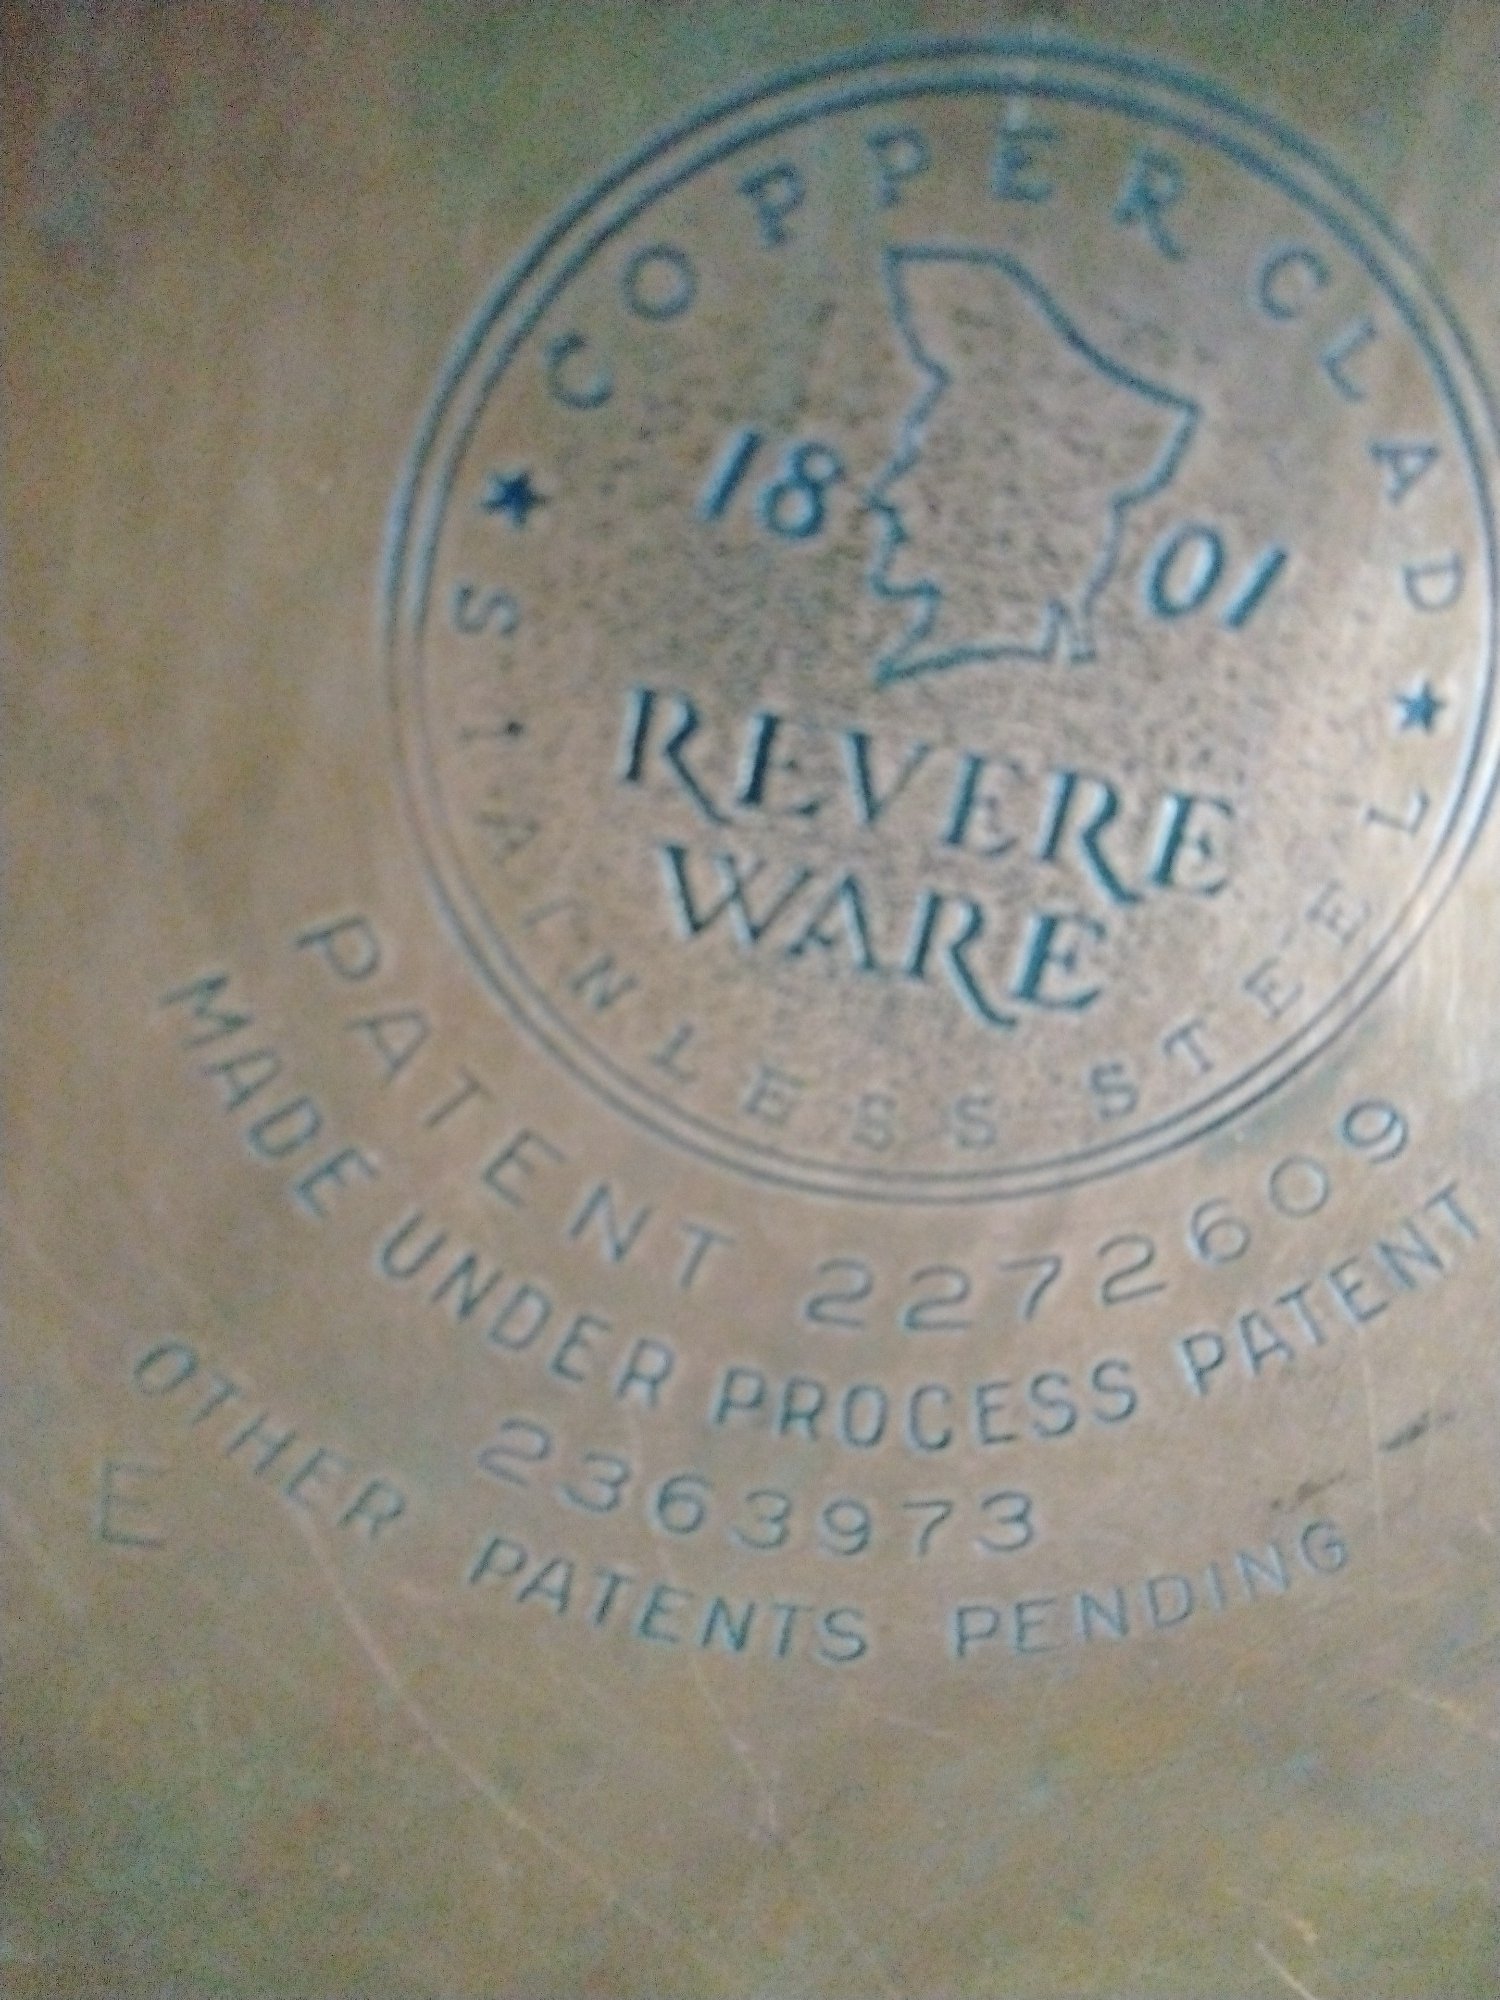 ★ COPPER CLAD ★
18 01
REVERE
WARE
STAINLESS STEEL
PATENT 2272609
MADE UNDER PROCESS PATENT
2363973
OTHER PATENTS PENDING
E